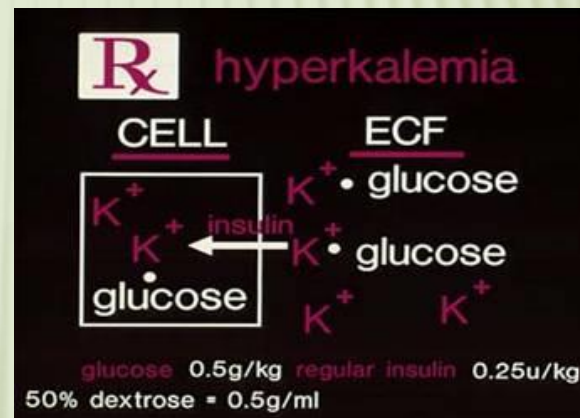 Rx hyperkalemia
CELL ECF
K+ K+ • glucose
insulin
K+ K+ • glucose
glucose
K+ K+
glucose 0.5g/kg regular insulin 0.25u/kg
50% dextrose = 0.5g/ml